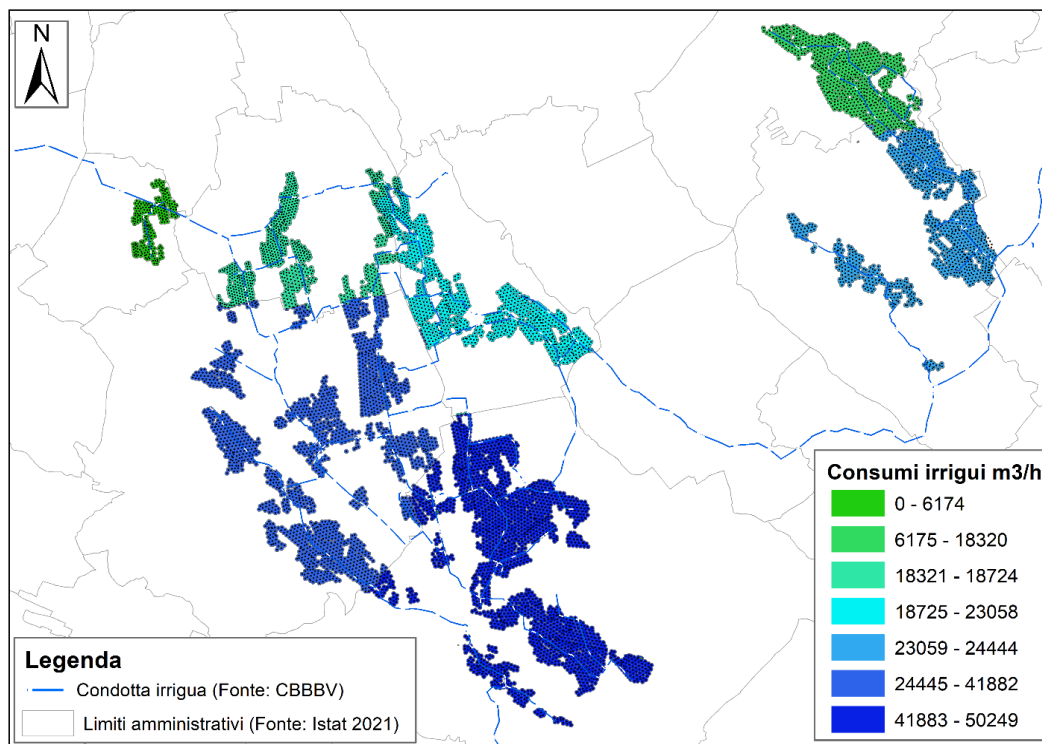 N
Consumi irrigui m3/h
0 - 6174
6175 - 18320
18321 - 18724
18725 - 23058
23059 - 24444
24445 - 41882
41883 - 50249
Legenda
Condotta irrigua (Fonte: CBBBV)
Limiti amministrativi (Fonte: Istat 2021)